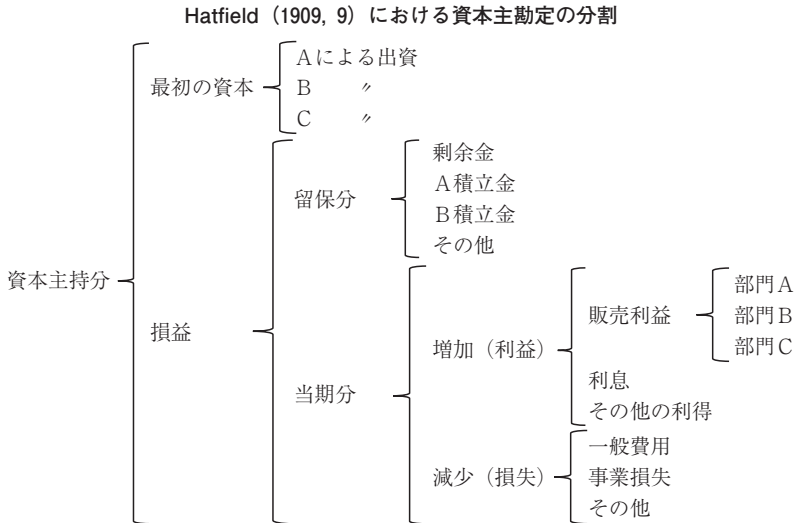 Hatfield（1909, 9）における資本主勘定の分割
資本主持分
最初の資本
Aによる出資
B 〃
C 〃
損益
留保分
剰余金
A積立金
B積立金
その他
当期分
増加（利益）
販売利益
部門A
部門B
部門C
利息
その他の利得
減少（損失）
一般費用
事業損失
その他